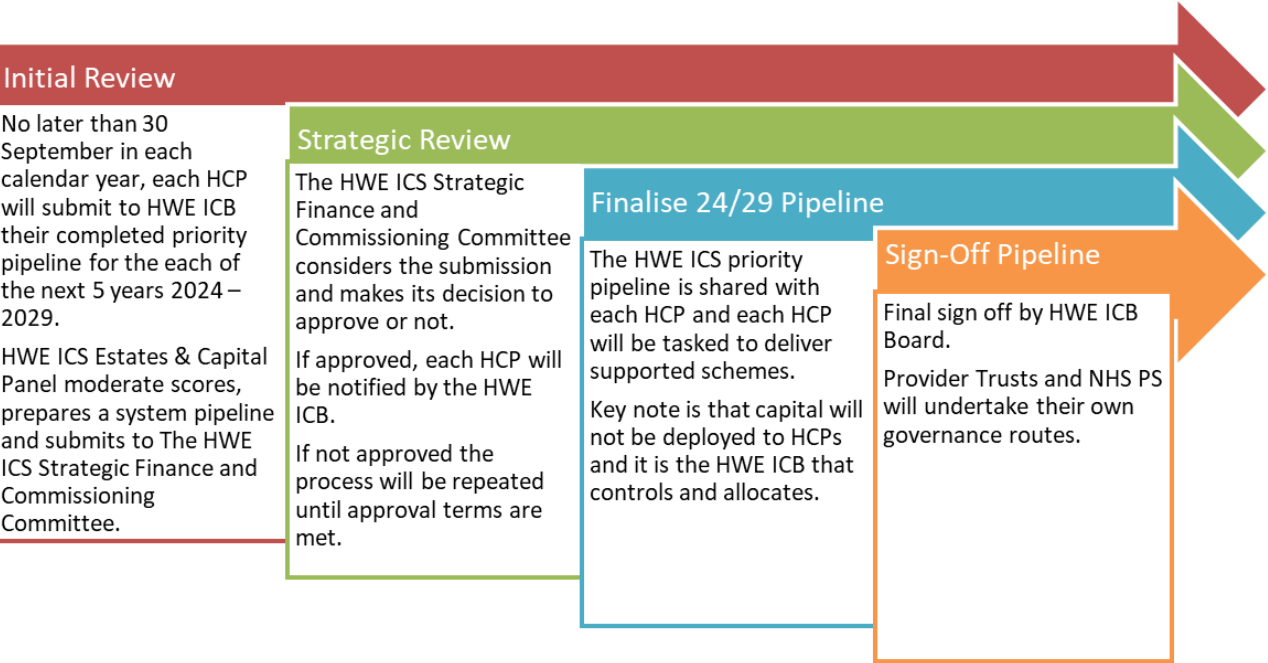 Initial Review
No later than 30
September in each
calendar year, each HCP
will submit to HWE ICB
their completed priority
pipeline for the each of
the next 5 years 2024 –
2029.
HWE ICS Estates & Capital
Panel moderate scores,
prepares a system pipeline
and submits to The HWE
ICS Strategic Finance and
Commissioning
Committee.
Strategic Review
The HWE ICS Strategic
Finance and
Commissioning Committee
considers the submission
and makes its decision to
approve or not.
If approved, each HCP will
be notified by the HWE
ICB.
If not approved the
process will be repeated
until approval terms are
met.
Finalise 24/29 Pipeline
The HWE ICS priority
pipeline is shared with
each HCP and each HCP
will be tasked to deliver
supported schemes.
Key note is that capital will
not be deployed to HCPs
and it is the HWE ICB that
controls and allocates.
Sign-Off Pipeline
Final sign off by HWE ICB
Board.
Provider Trusts and NHS PS
will undertake their own
governance routes.